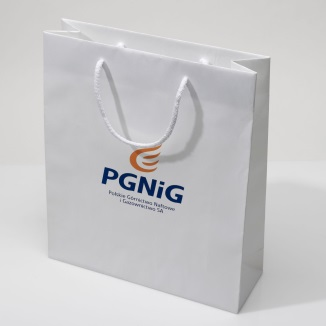 PGNiG
Polskie Górnictwo Naftowe
i Gazownictwo SA